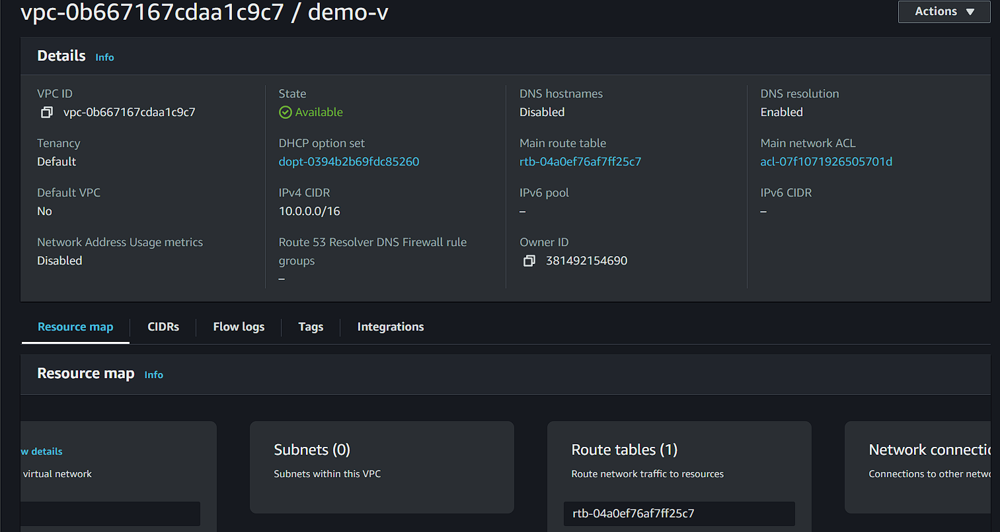 vpc-0b667167cdaa1c9c7 / demo-v
Actions ▼
Details Info
VPC ID
vpc-0b667167cdaa1c9c7
State
Available
DNS hostnames
Disabled
DNS resolution
Enabled
Tenancy
Default
DHCP option set
dopt-0394b2b69fdc85260
Main route table
rtb-04a0ef76af7ff25c7
Main network ACL
acl-07f1071926505701d
Default VPC
No
IPv4 CIDR
10.0.0.0/16
IPv6 pool
–
IPv6 CIDR
–
Network Address Usage metrics
Disabled
Route 53 Resolver DNS Firewall rule
groups
–
Owner ID
381492154690
Resource map
CIDRs
Flow logs
Tags
Integrations
Resource map Info
w details
virtual network
Subnets (0)
Subnets within this VPC
Route tables (1)
Route network traffic to resources
rtb-04a0ef76af7ff25c7
Network connectio
Connections to other netwo